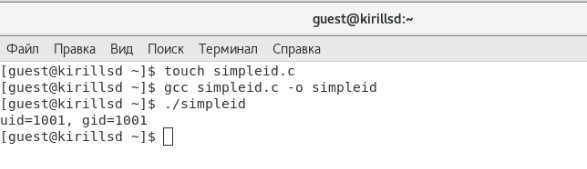 guest@kirillsd:~
Файл Правка Вид Поиск Терминал Справка
[guest@kirillsd ~]$ touch simpleid.c
[guest@kirillsd ~]$ gcc simpleid.c -o simpleid
[guest@kirillsd ~]$ ./simpleid
uid=1001, gid=1001
[guest@kirillsd ~]$